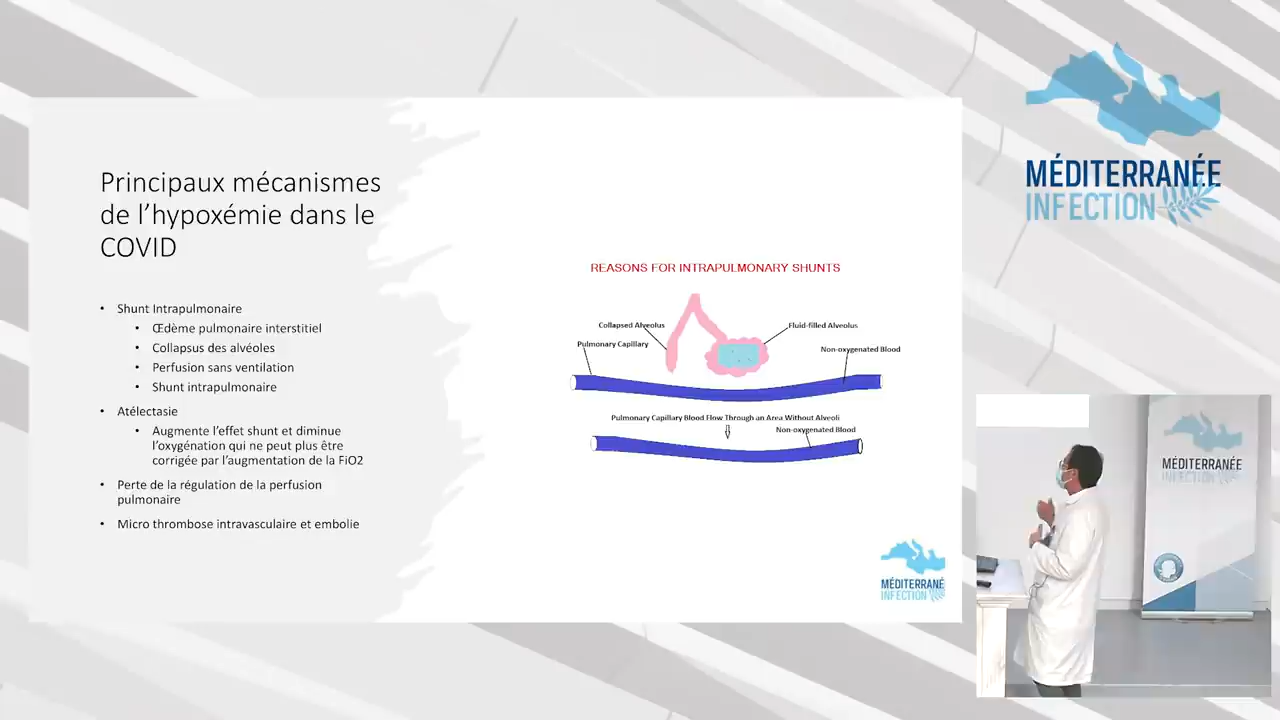 Principaux mécanismes
de l’hypoxémie dans le
COVID
• Shunt Intrapulmonaire
• Œdème pulmonaire interstitiel
• Collapsus des alvéoles
• Perfusion sans ventilation
• Shunt intrapulmonaire
• Atélectasie
• Augmente l’effet shunt et diminue
l’oxygénation qui ne peut plus être
corrigée par l’augmentation de la FiO2
• Perte de la régulation de la perfusion
pulmonaire
• Micro thrombose intravasculaire et embolie
REASONS FOR INTRAPULMONARY SHUNTS
Collapsed Alveolus
Fluid-filled Alveolus
Pulmonary Capillary
Non-oxygenated Blood
Pulmonary Capillary Blood Flow Through an Area Without Alveoli
Non-oxygenated Blood
MÉDITERRANÉ
INFECTION
MÉDITERRANÉE
INFECTION
MÉDITERRANÉE
INFECTION